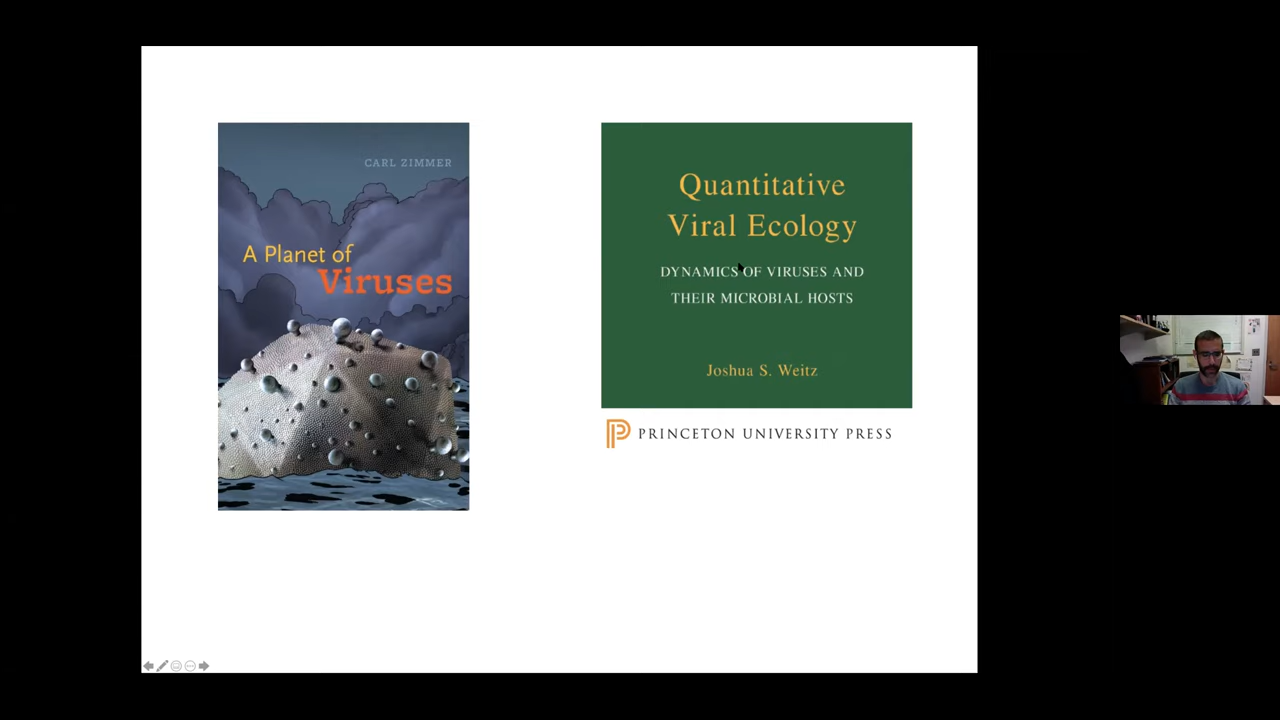 CARL ZIMMER
A Planet of
Viruses
Quantitative
Viral Ecology
DYNAMICS OF VIRUSES AND
THEIR MICROBIAL HOSTS
Joshua S. Weitz
PRINCETON UNIVERSITY PRESS